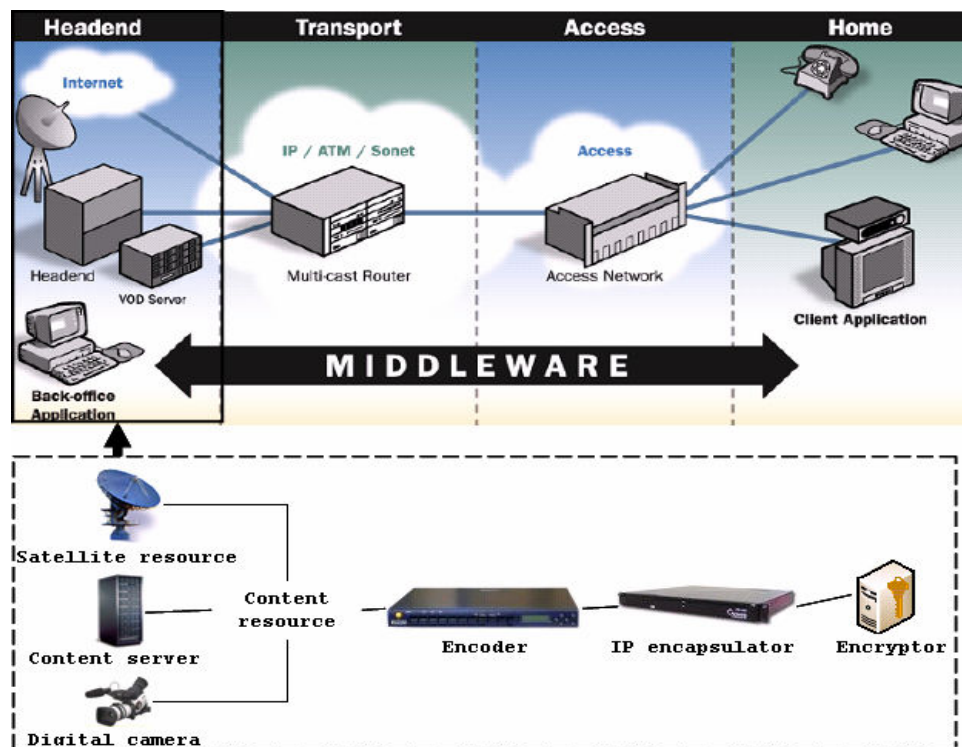 Headend
Transport
Access
Home
Internet
IP / ATM / Sonet
Access
Headend
VOD Server
Multi-cast Router
Access Network
Client Application
MIDDLEWARE
Back-office
Application
Satellite resource
Content
resource
Content server
Encoder
IP encapsulator
Encryptor
Digital camera